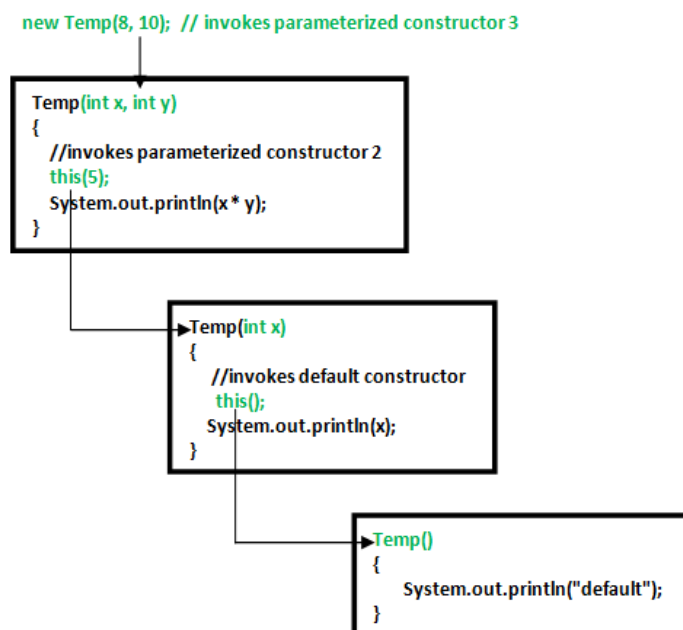 new Temp(8, 10);  // invokes parameterized constructor 3
Temp(int x, int y)
{
//invokes parameterized constructor 2
this(5);
System.out.println(x * y);
}
Temp(int x)
{
//invokes default constructor
this();
System.out.println(x);
}
Temp()
{
System.out.println("default");
}